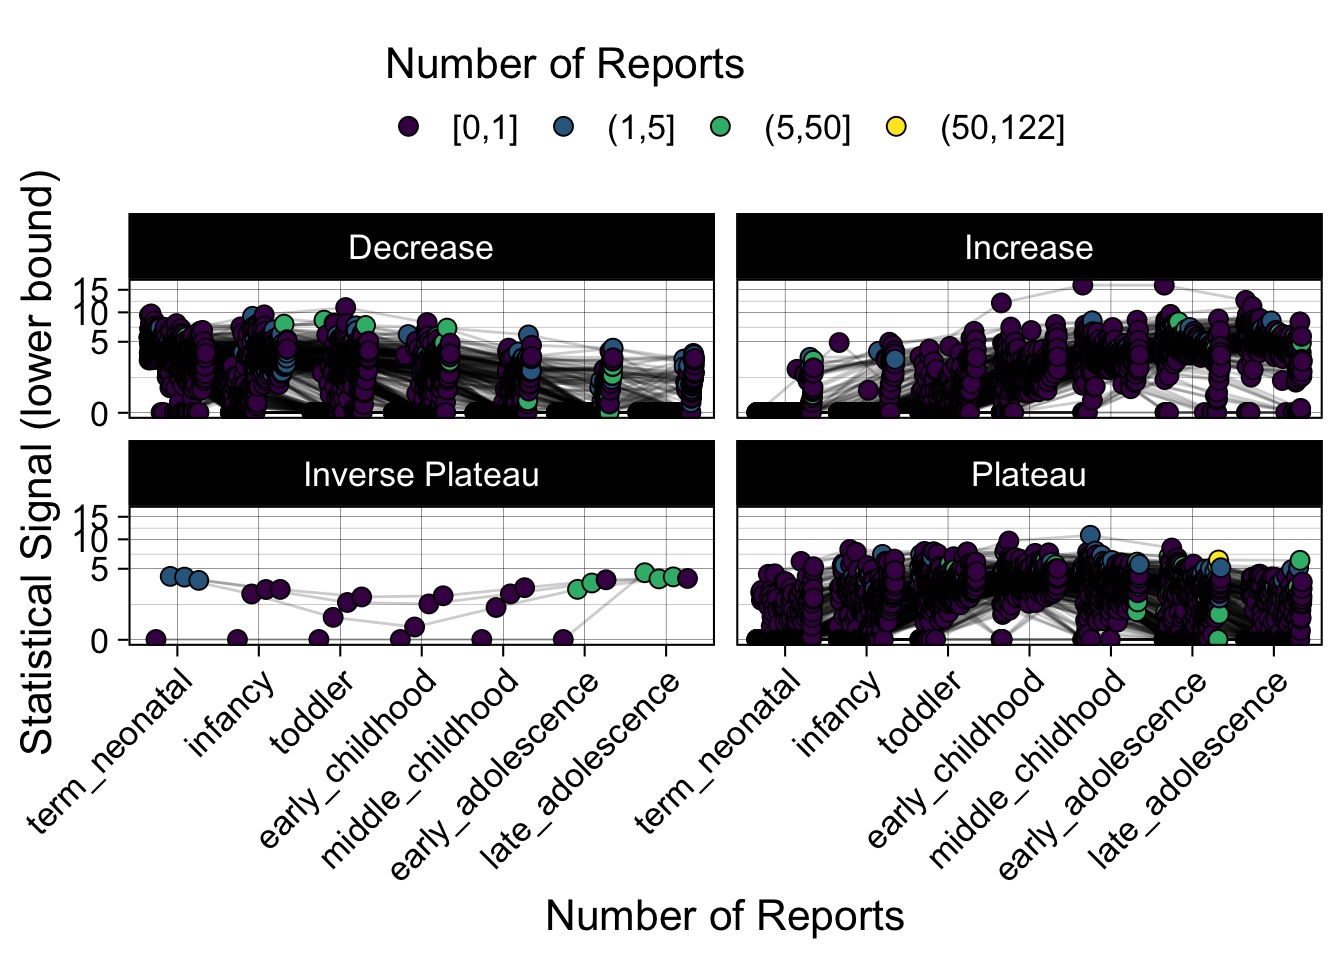 Number of Reports
[0,1] (1,5] (5,50] (50,122]
Statistical Signal (lower bound)
Decrease Increase
15
10
5
0
Inverse Plateau Plateau
15
10
5
0
term_neonatal infancy toddler early_childhood middle_childhood early_adolescence late_adolescence term_neonatal infancy toddler early_childhood middle_childhood early_adolescence late_adolescence
Number of Reports